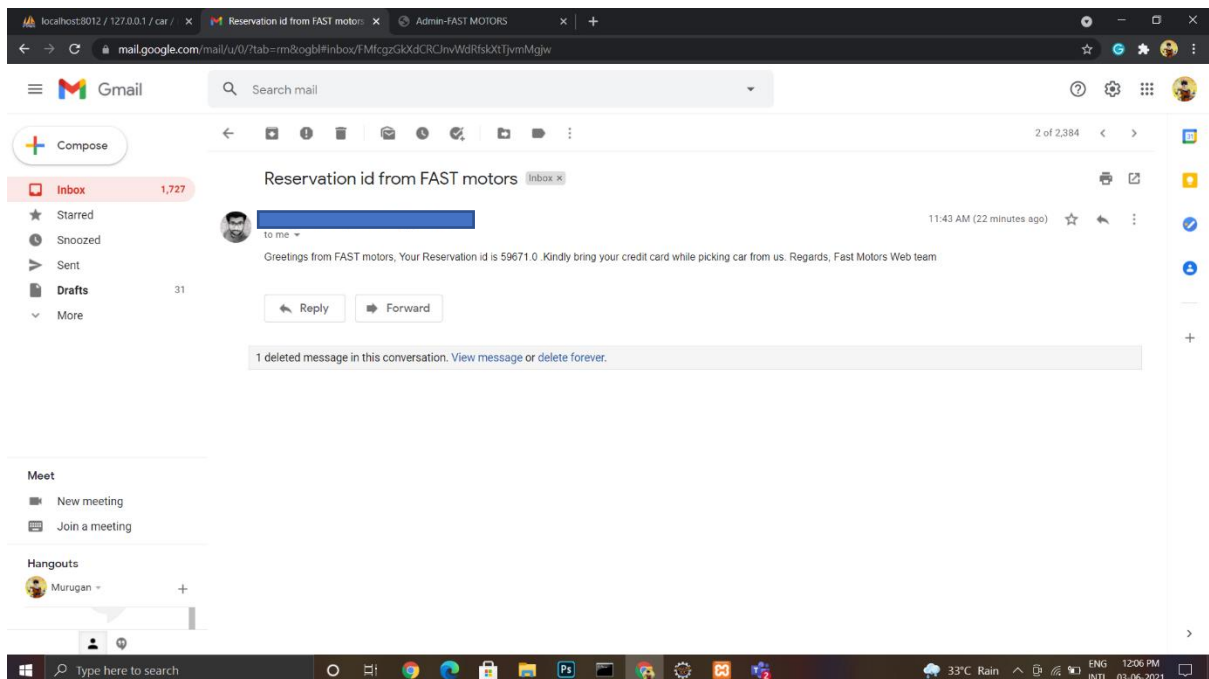 localhost:8012 / 127.0.0.1 / car /
Reservation id from FAST motors
Admin-FAST MOTORS
mail.google.com/mail/u/0/?tab=rm&ogbl#inbox/FMfcgzGkXdCRCJnvWdRfskXtTjvmMgjw
Gmail
Search mail
Compose
2 of 2,384
Inbox 1,727
Starred
Snoozed
Sent
Drafts 31
More
Reservation id from FAST motors Inbox ×
11:43 AM (22 minutes ago)
to me
Greetings from FAST motors, Your Reservation id is 59671.0 .Kindly bring your credit card while picking car from us. Regards, Fast Motors Web team
Reply Forward
1 deleted message in this conversation. View message or delete forever.
Meet
New meeting
Join a meeting
Hangouts
Murugan
Type here to search
Ps
33°C Rain
ENG
INTL
12:06 PM
03-06-2021